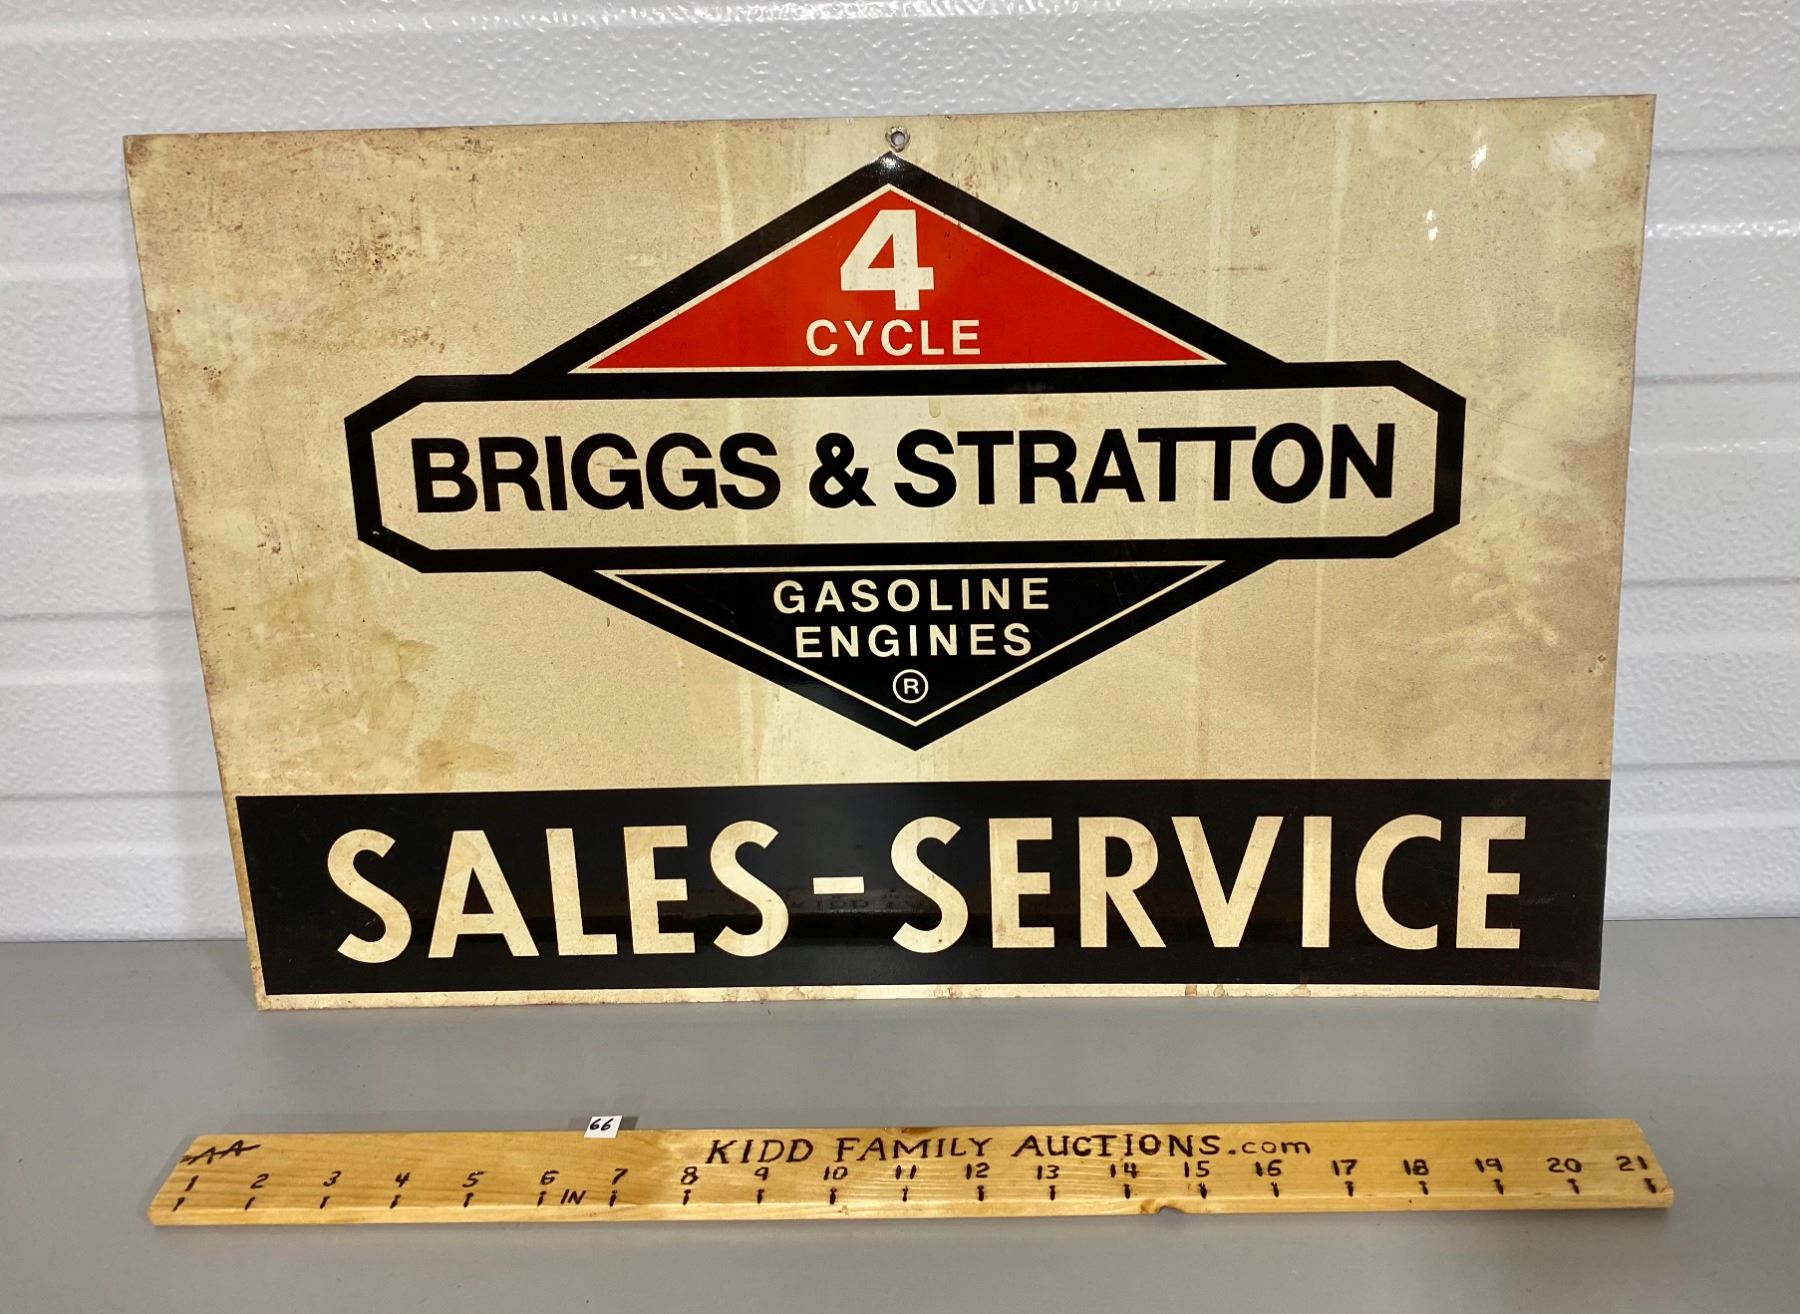 4
CYCLE
BRIGGS & STRATTON
GASOLINE
ENGINES
®
SALES-SERVICE
66
KIDD FAMILY AUCTIONS.com
1 2 3 4 5 6 7 8 9 10 11 12 13 14 15 16 17 18 19 20 21
IN